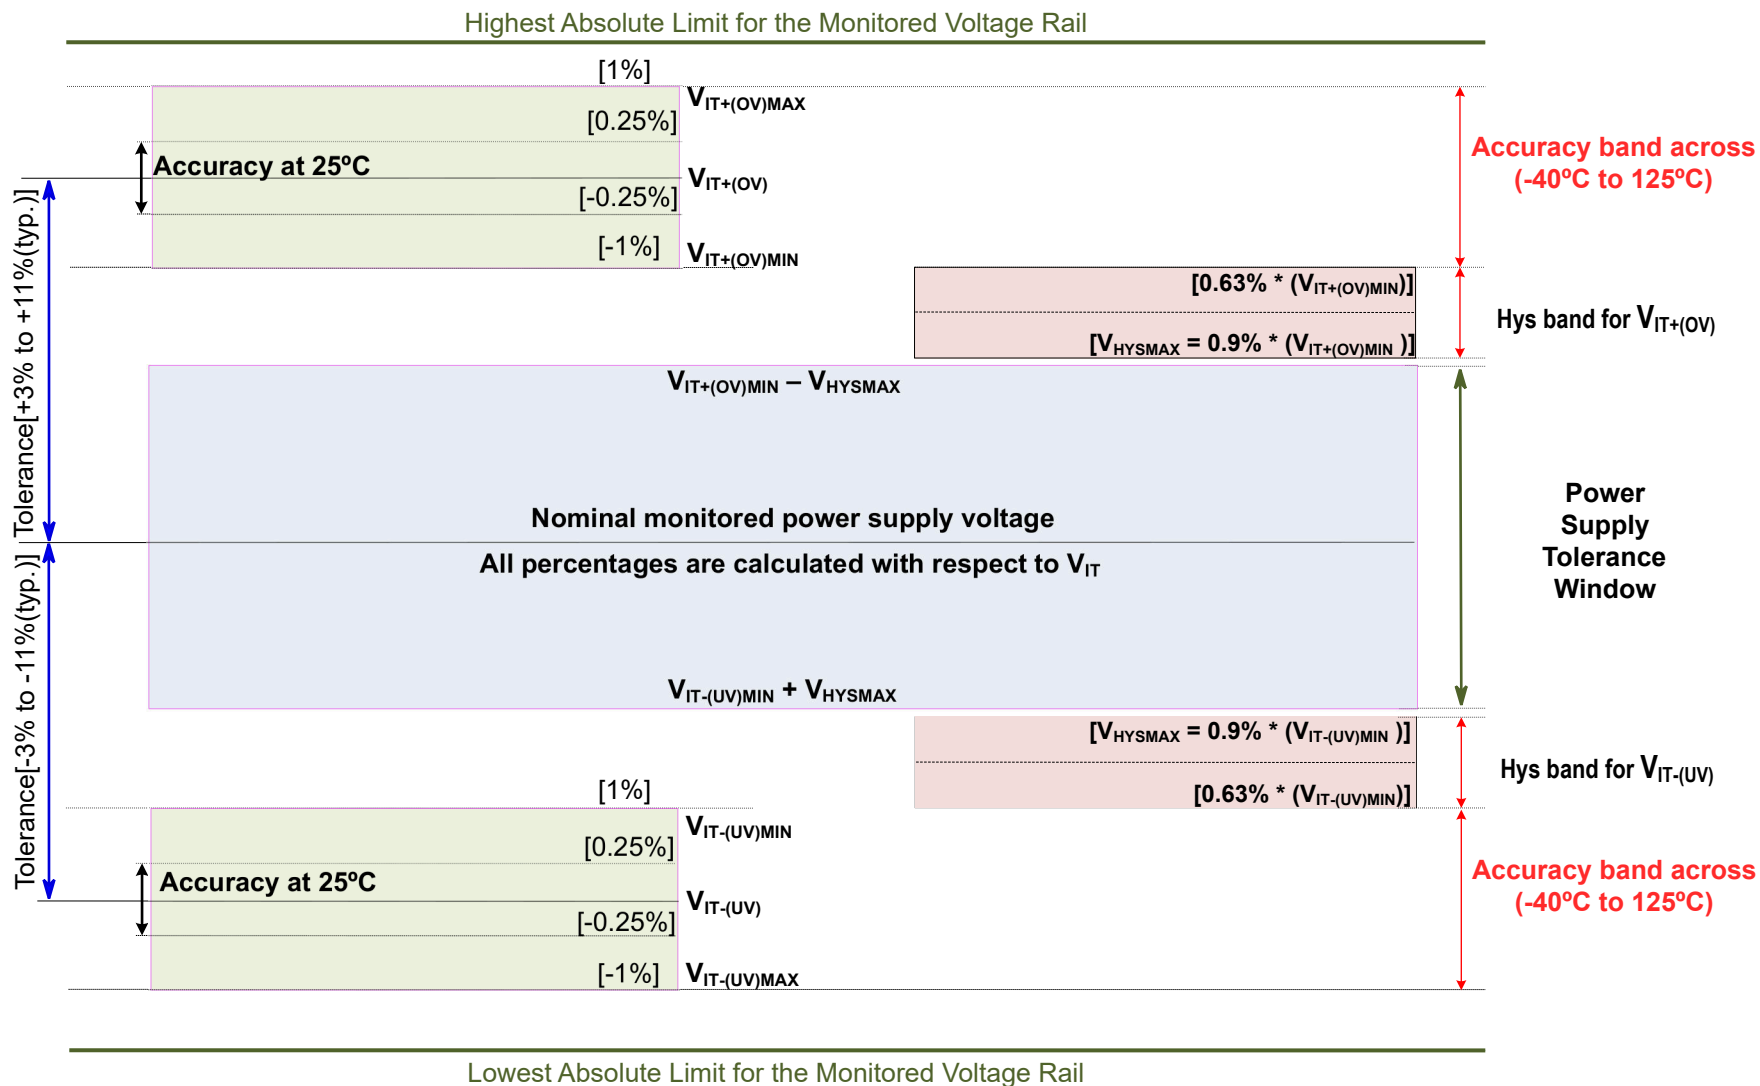 Highest Absolute Limit for the Monitored Voltage Rail
[1%]
VIT+(OV)MAX
[0.25%]
Accuracy at 25ºC
VIT+(OV)
[-0.25%]
[-1%]
VIT+(OV)MIN
Accuracy band across
(-40ºC to 125ºC)
[0.63% * (VIT+(OV)MIN)]
[VHYSMAX = 0.9% * (VIT+(OV)MIN )]
Hys band for VIT+(OV)
Tolerance[+3% to +11%(typ.)]
VIT+(OV)MIN – VHYSMAX
Nominal monitored power supply voltage
All percentages are calculated with respect to VIT
VIT-(UV)MIN + VHYSMAX
Power
Supply
Tolerance
Window
Tolerance[-3% to -11%(typ.)]
[VHYSMAX = 0.9% * (VIT-(UV)MIN )]
[0.63% * (VIT-(UV)MIN)]
Hys band for VIT-(UV)
[1%]
VIT-(UV)MIN
[0.25%]
Accuracy at 25ºC
VIT-(UV)
[-0.25%]
[-1%]
VIT-(UV)MAX
Accuracy band across
(-40ºC to 125ºC)
Lowest Absolute Limit for the Monitored Voltage Rail